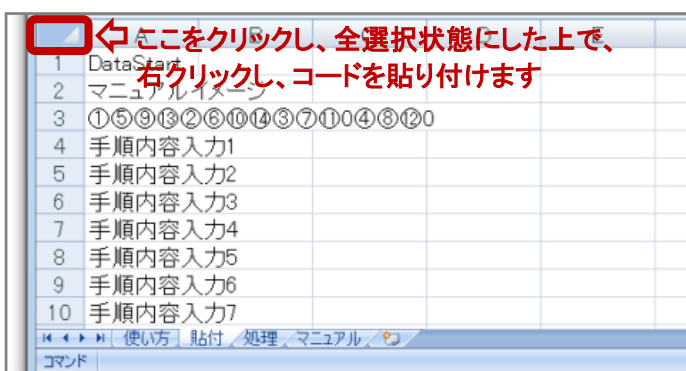 A B C D E
ここをクリックし、全選択状態にした上で、
右クリックし、コードを貼り付けます
1 DataStart
2 マニュアルイメージ
3 ①⑤⑨⑬②⑥⑩⑭③⑦⑪0④⑧⑫0
4 手順内容入力1
5 手順内容入力2
6 手順内容入力3
7 手順内容入力4
8 手順内容入力5
9 手順内容入力6
10 手順内容入力7
使い方 貼付 処理 マニュアル
コマンド